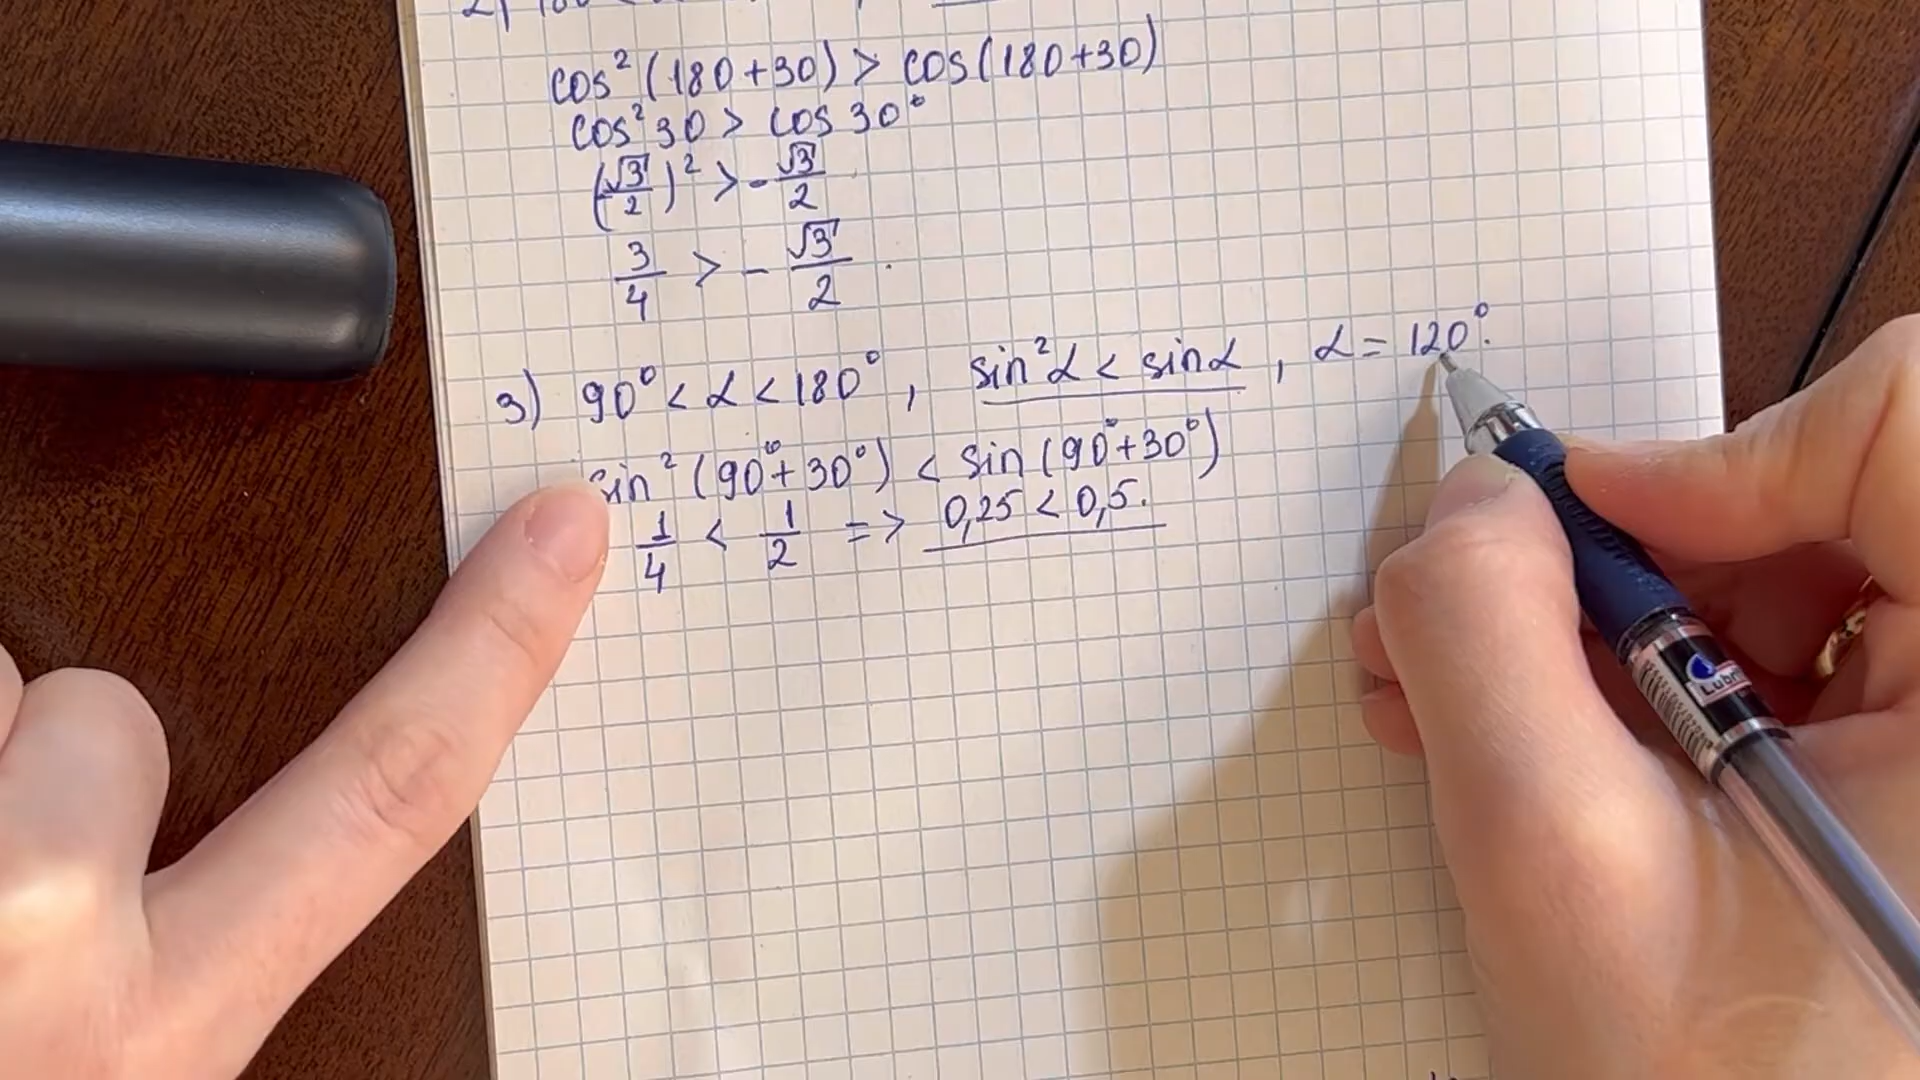 cos²(180+30) > cos(180+30)
cos²30 > cos 30°
(√3/2)² > -√3/2
3/4 > -√3/2.
3) 90° < α < 180°, sin²α < sinα, α = 120°.
sin²(90°+30°) < sin(90°+30°)
1/4 < 1/2 => 0,25 < 0,5.